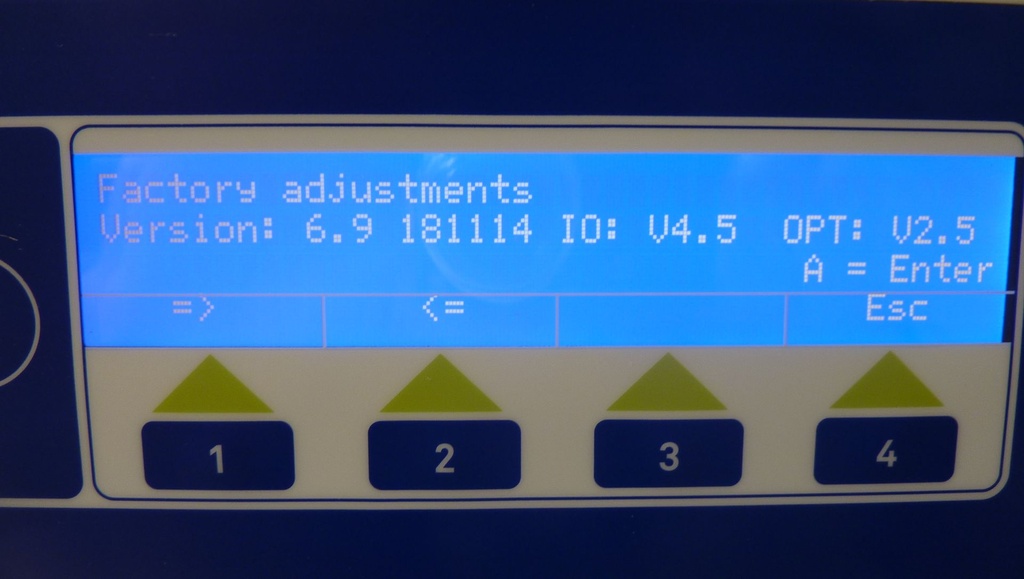 Factory adjustments
Version: 6.9 181114 IO: V4.5 OPT: V2.5
A = Enter
=> <= Esc
1 2 3 4